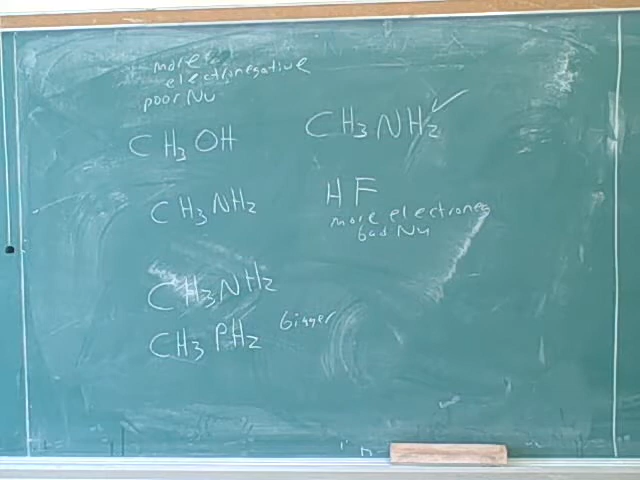 more
electronegative
poor Nu
CH3OH
CH3NH2
CH3NH2
HF
more electroneg
bad Nu
CH3NH2
CH3PH2 bigger